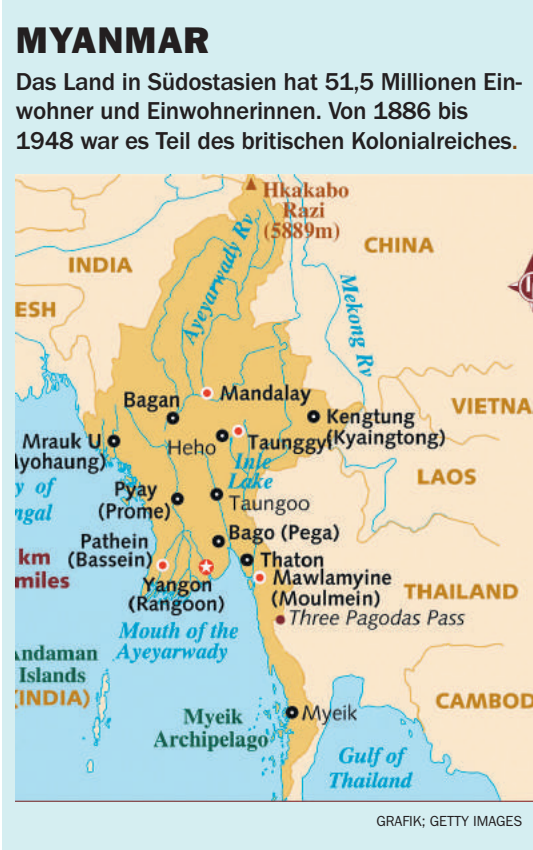 MYANMAR
Das Land in Südostasien hat 51,5 Millionen Ein-
wohner und Einwohnerinnen. Von 1886 bis
1948 war es Teil des britischen Kolonialreiches.
Hkakabo
Razi
(5889m)
CHINA
INDIA
Ayeyarwady Rv
Mekong Rv
ESH
Mandalay
Bagan
Kengtung
(Kyaingtong)
VIETNA
Mrauk U
yohaung)
Heho
Taunggyi
Inle
Lake
LAOS
y of
ngal
Pyay
(Prome)
Taungoo
Bago (Pega)
Pathein
(Bassein)
km
miles
Thaton
Yangon
(Rangoon)
Mawlamyine
(Moulmein)
THAILAND
Three Pagodas Pass
Mouth of the
Ayeyarwady
Andaman
Islands
(INDIA)
CAMBOD
Myeik
Archipelago
Myeik
Gulf of
Thailand
GRAFIK; GETTY IMAGES